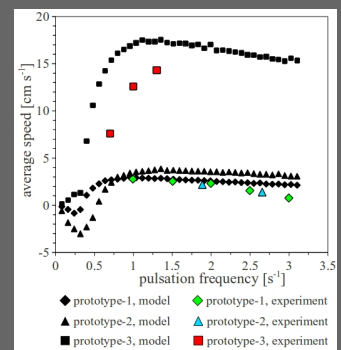 20
15
10
5
0
-5
average speed [cm s-1]
0 0.5 1 1.5 2 2.5 3 3.5
pulsation frequency [s-1]
prototype-1, model prototype-1, experiment
prototype-2, model prototype-2, experiment
prototype-3, model prototype-3, experiment